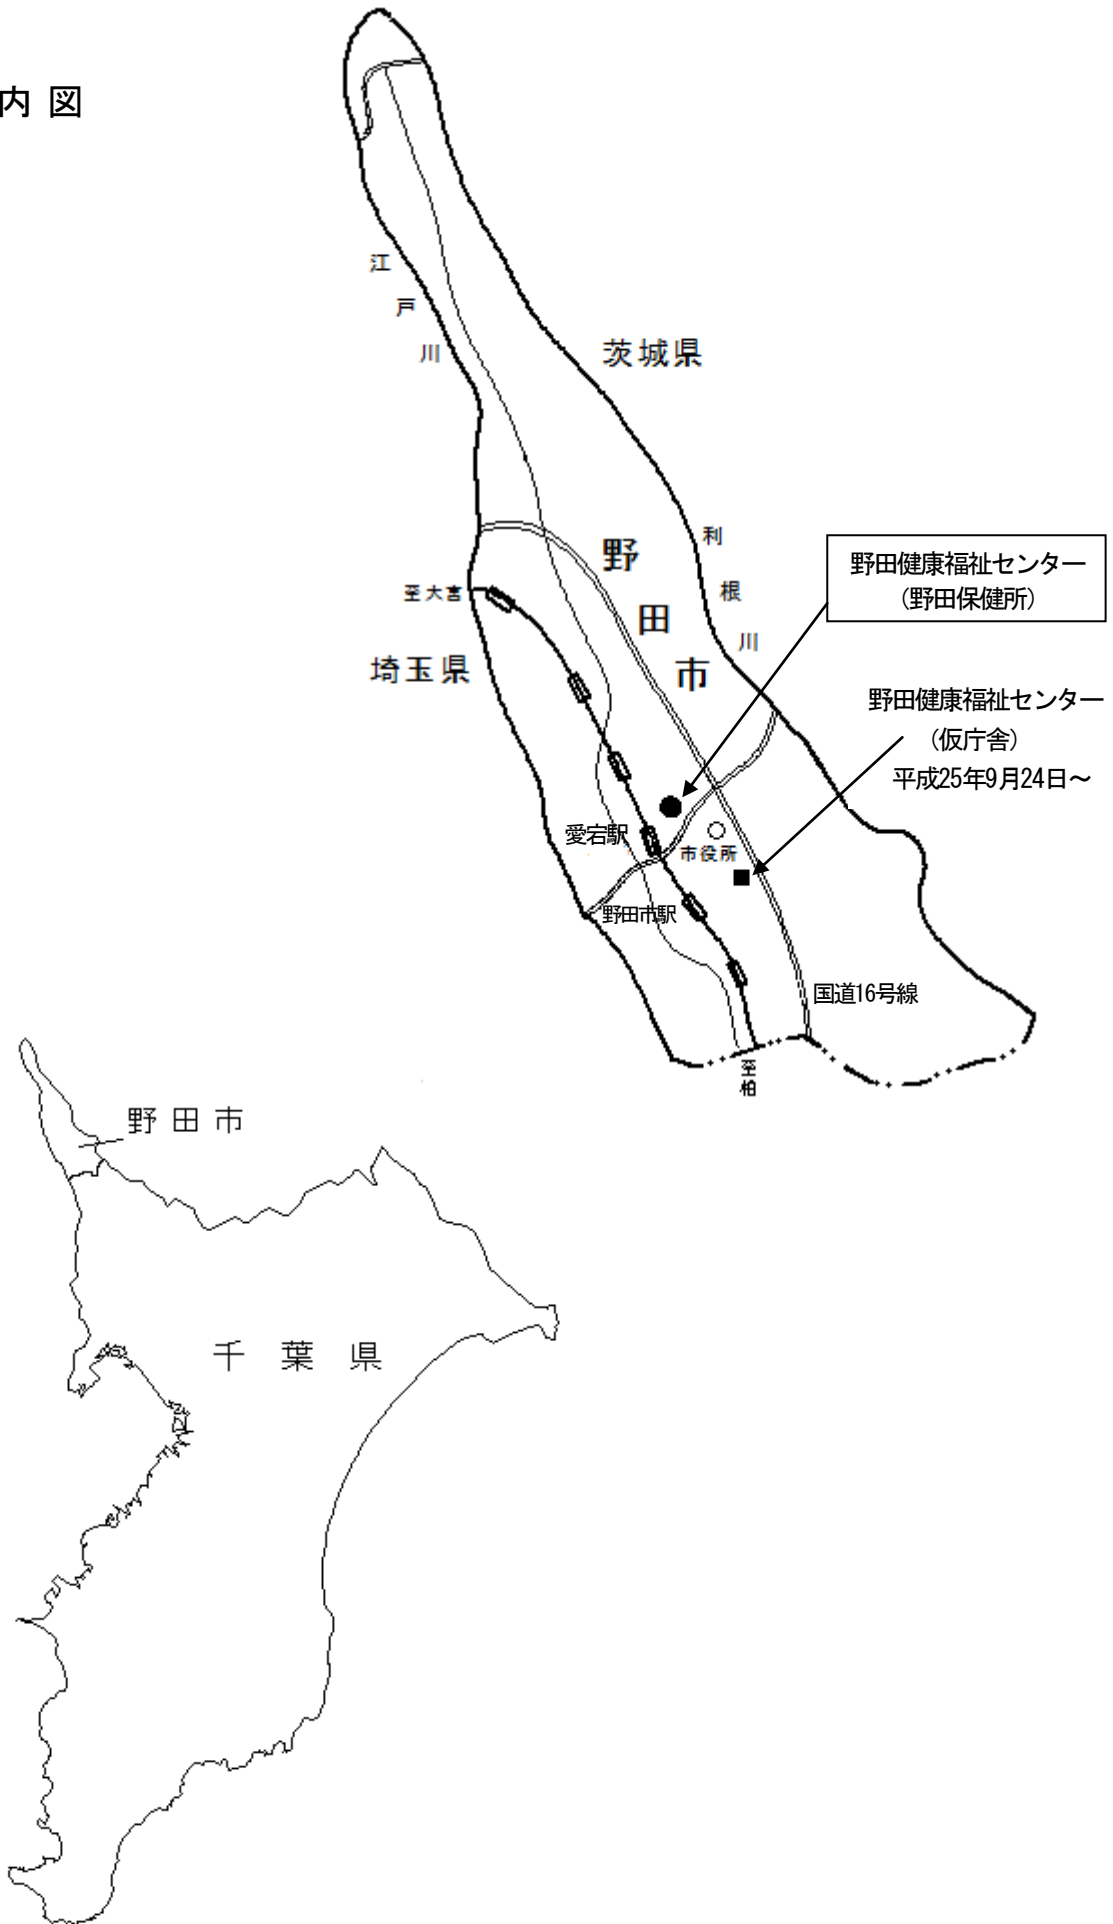 内 図
江戸川
茨城県
利根川
野田市
至大宮
埼玉県
野田健康福祉センター
(野田保健所)
野田健康福祉センター
(仮庁舎)
平成25年9月24日～
愛宕駅
市役所
野田市駅
国道16号線
至柏
野田市
千葉県